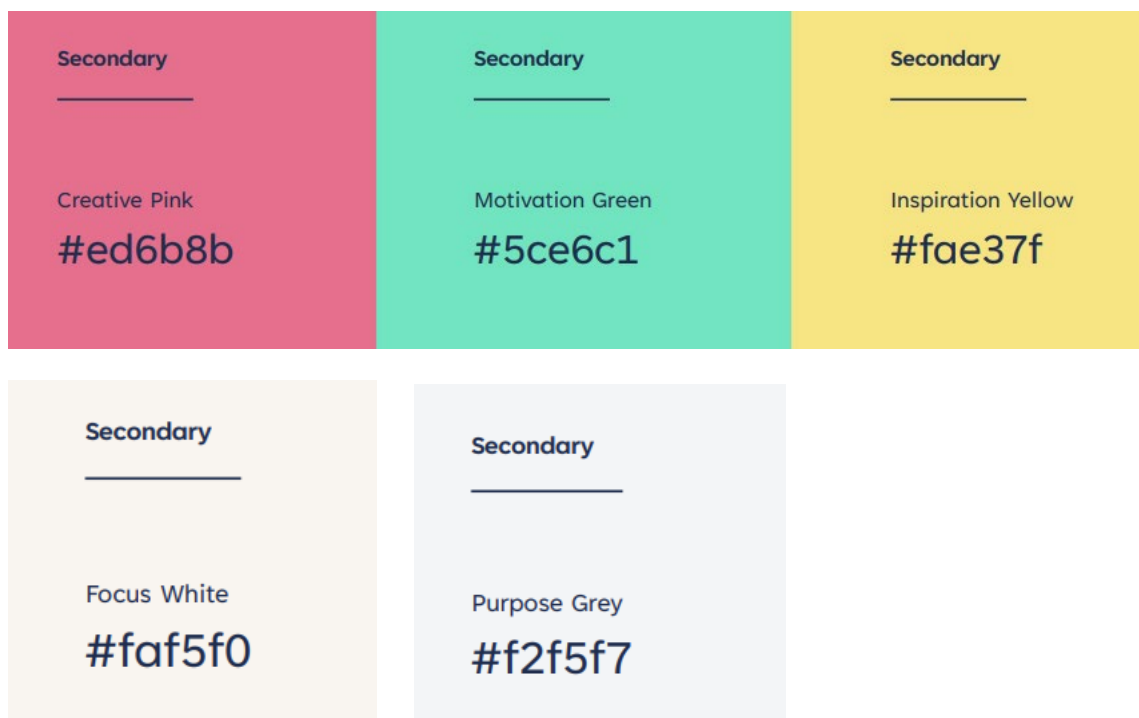 Secondary
Creative Pink
#ed6b8b
Secondary
Motivation Green
#5ce6c1
Secondary
Inspiration Yellow
#fae37f
Secondary
Focus White
#faf5f0
Secondary
Purpose Grey
#f2f5f7